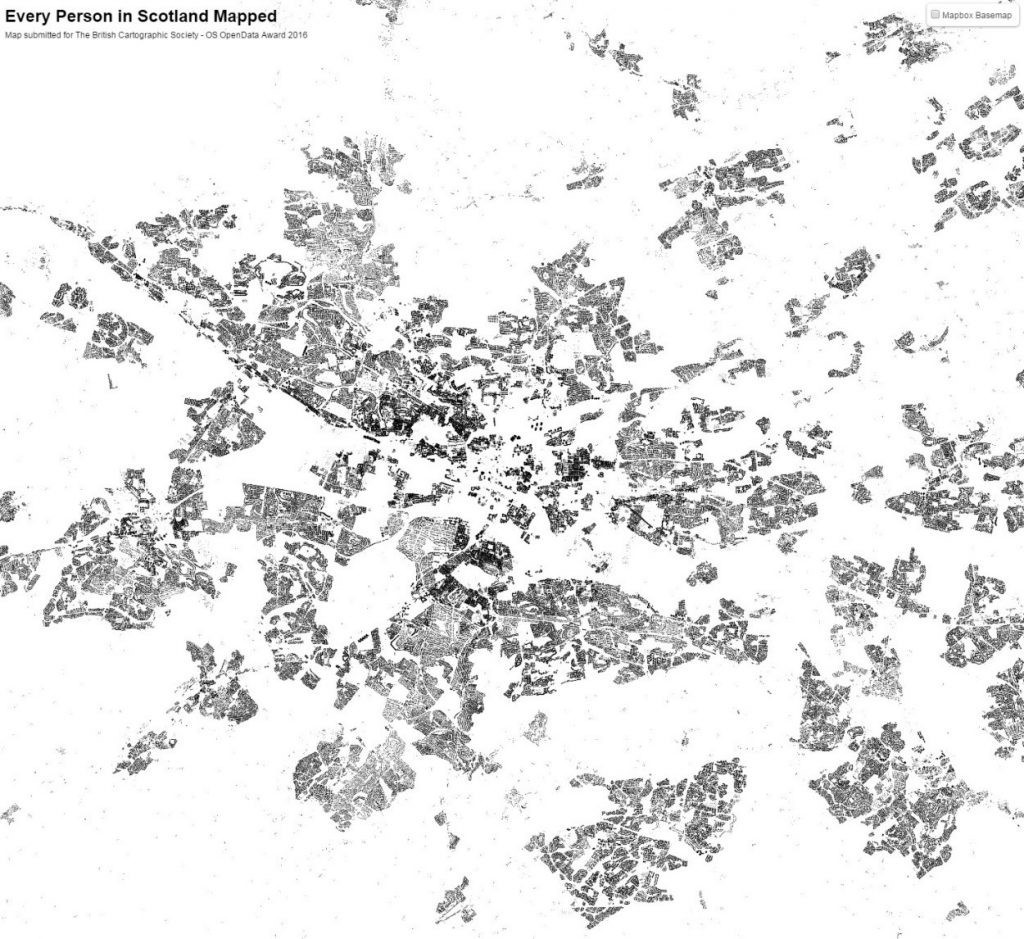 Every Person in Scotland Mapped
Map submitted for The British Cartographic Society - OS OpenData Award 2016
Mapbox Basemap